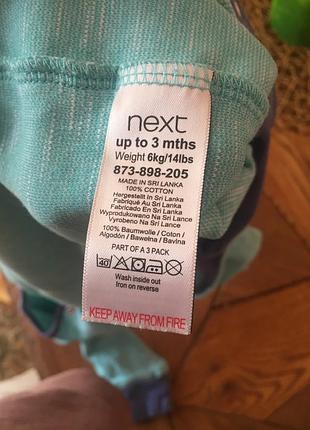 next
up to 3 mths
Weight 6kg/14lbs
873-898-205
MADE IN SRI LANKA
100% COTTON
Hergestellt In Sri Lanka
Fabriqué Au Sri Lanka
Fabricado En Sri Lanka
Wyprodukowano Na Sri Lance
Vyrobeno Na Sri Lance
100% Baumwolle / Coton /
Algodón / Bawełna / Bavlna
PART OF A 3 PACK
40
Wash inside out
Iron on reverse
KEEP AWAY FROM FIRE